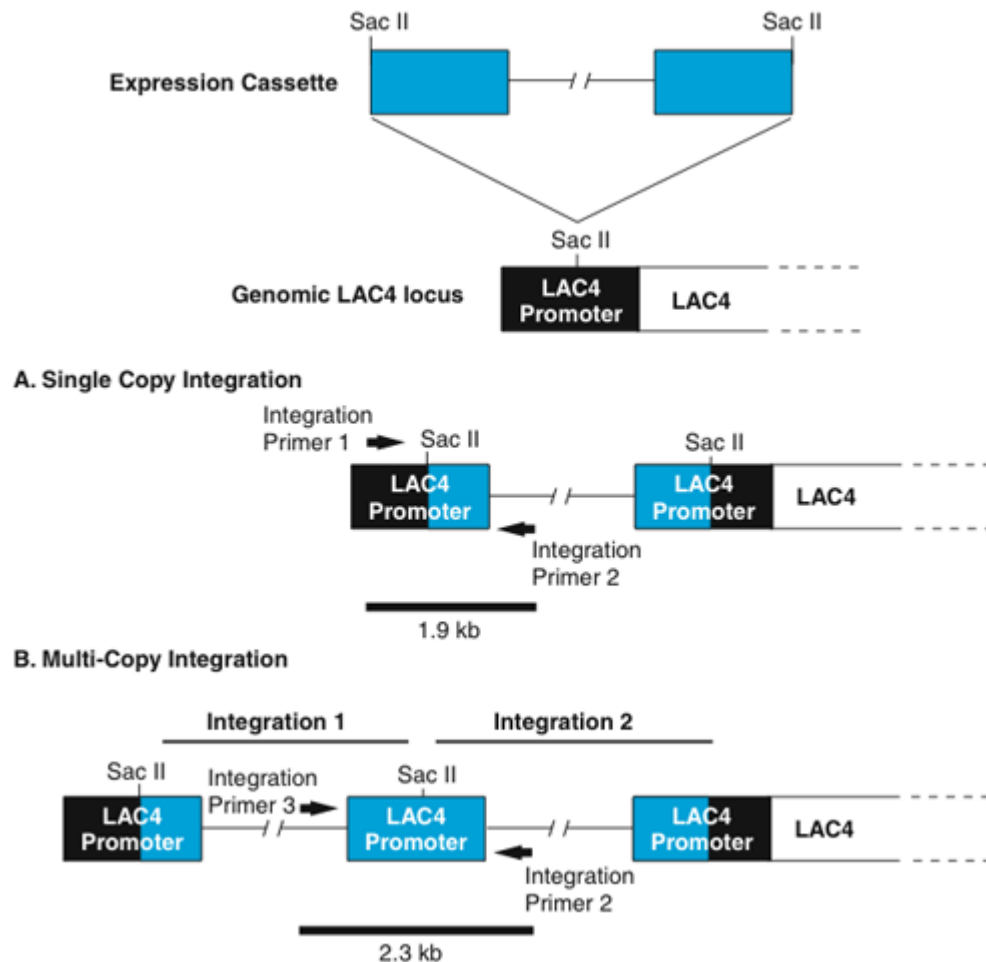 Sac II
Sac II
Expression Cassette
Sac II
Genomic LAC4 locus
LAC4
Promoter
LAC4
A. Single Copy Integration
Integration
Primer 1
Sac II
Sac II
LAC4
Promoter
LAC4
Promoter
LAC4
Integration
Primer 2
1.9 kb
B. Multi-Copy Integration
Integration 1
Integration 2
Sac II
Integration
Primer 3
Sac II
LAC4
Promoter
LAC4
Promoter
LAC4
Promoter
LAC4
Integration
Primer 2
2.3 kb